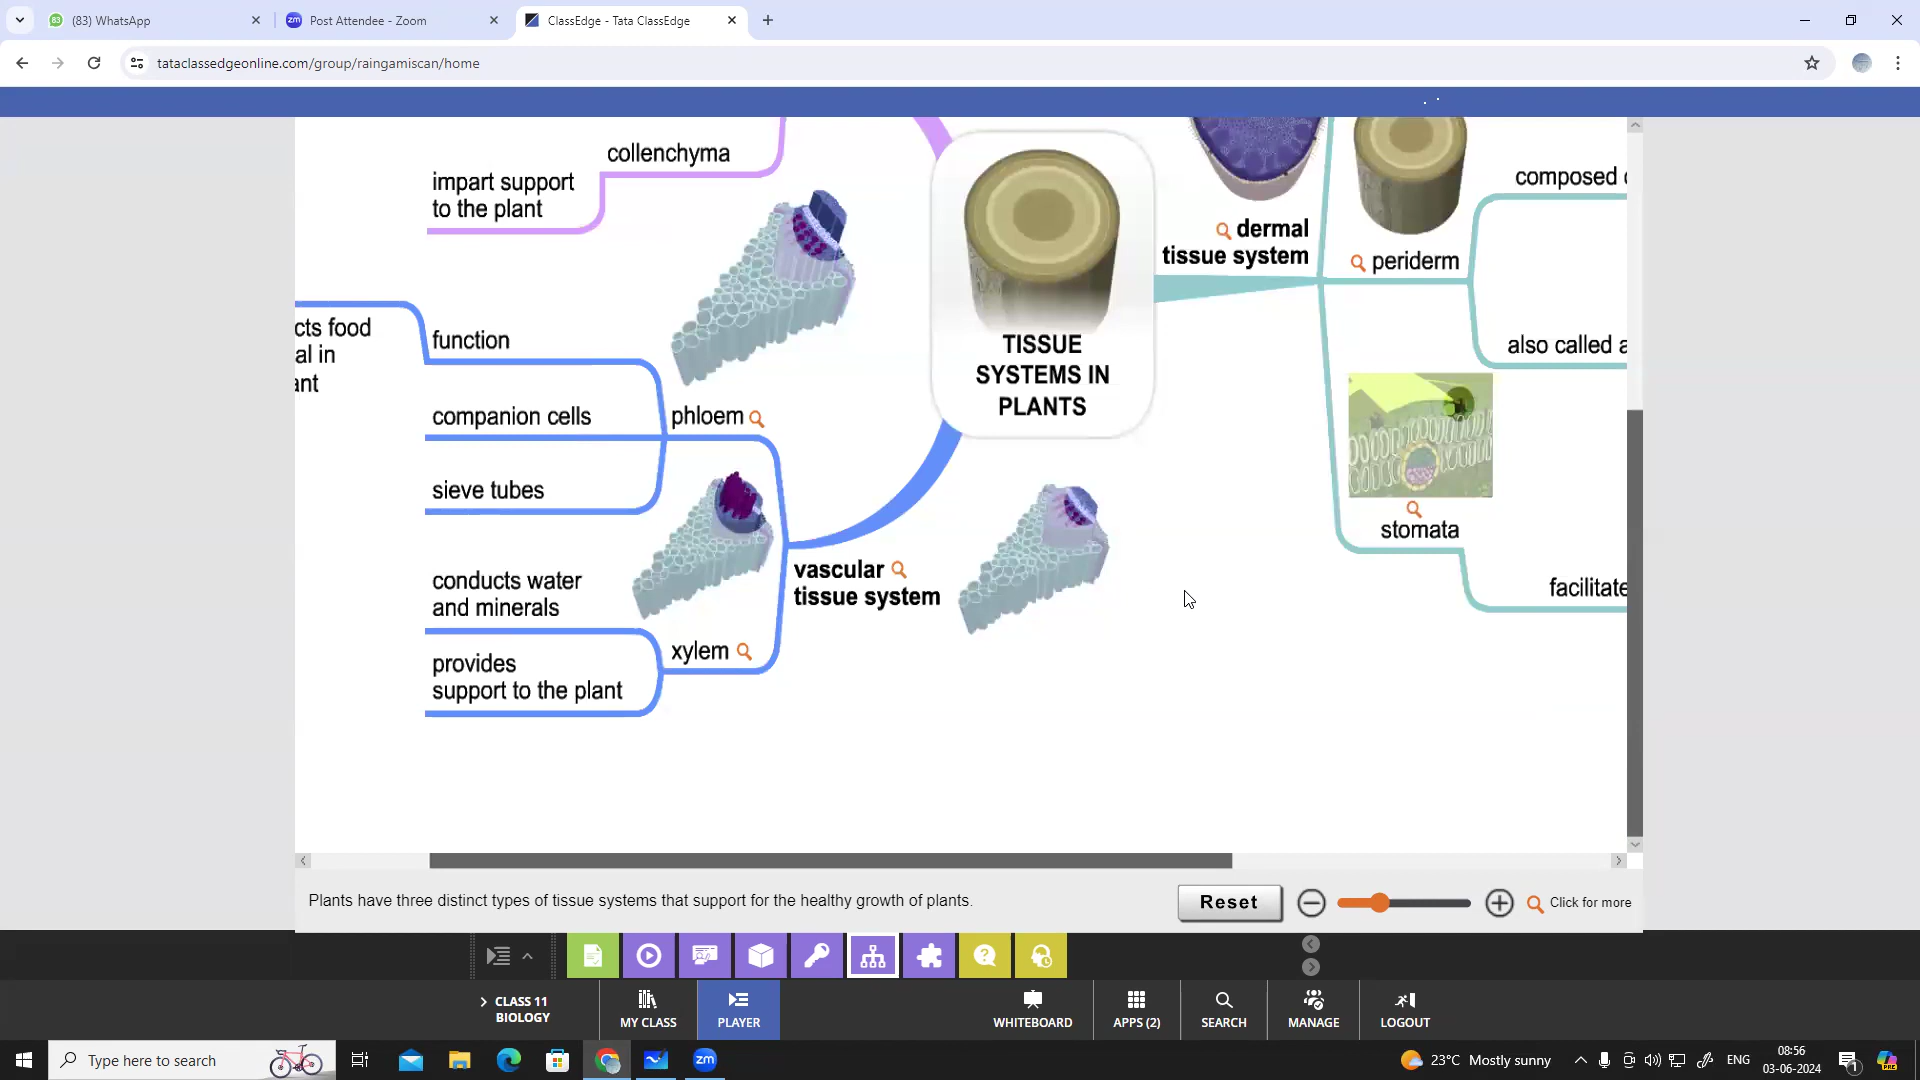 (83) WhatsApp
Post Attendee - Zoom
ClassEdge - Tata ClassEdge
tataclassedgeonline.com/group/raingamiscan/home
collenchyma
impart support
to the plant
cts food
al in
ant
function
companion cells
sieve tubes
phloem
conducts water
and minerals
provides
support to the plant
xylem
vascular
tissue system
TISSUE
SYSTEMS IN
PLANTS
dermal
tissue system
periderm
composed
also called a
stomata
facilitate
Plants have three distinct types of tissue systems that support for the healthy growth of plants.
Reset
Click for more
CLASS 11
BIOLOGY
MY CLASS
PLAYER
WHITEBOARD
APPS (2)
SEARCH
MANAGE
LOGOUT
Type here to search
zm
23°C Mostly sunny
ENG
08:56
03-06-2024